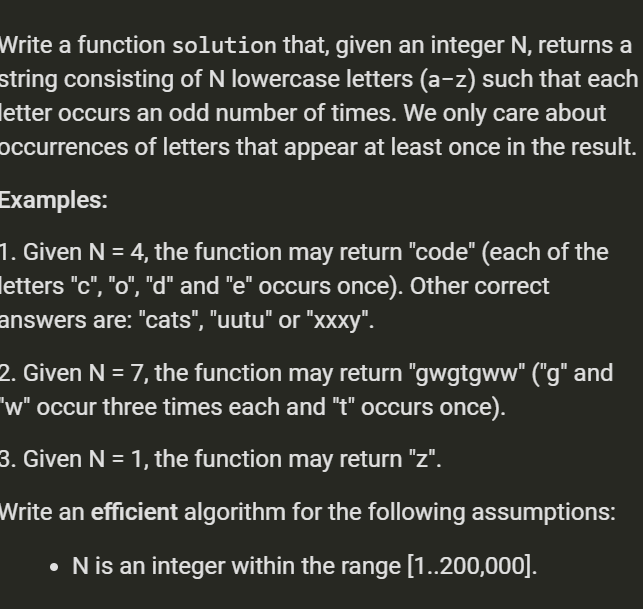 Write a function solution that, given an integer N, returns a
string consisting of N lowercase letters (a-z) such that each
letter occurs an odd number of times. We only care about
occurrences of letters that appear at least once in the result.
Examples:
1. Given N = 4, the function may return "code" (each of the
letters "c", "o", "d" and "e" occurs once). Other correct
answers are: "cats", "uutu" or "xxxy".
2. Given N = 7, the function may return "gwgtgww" ("g" and
"w" occur three times each and "t" occurs once).
3. Given N = 1, the function may return "z".
Write an efficient algorithm for the following assumptions:
• N is an integer within the range [1..200,000].